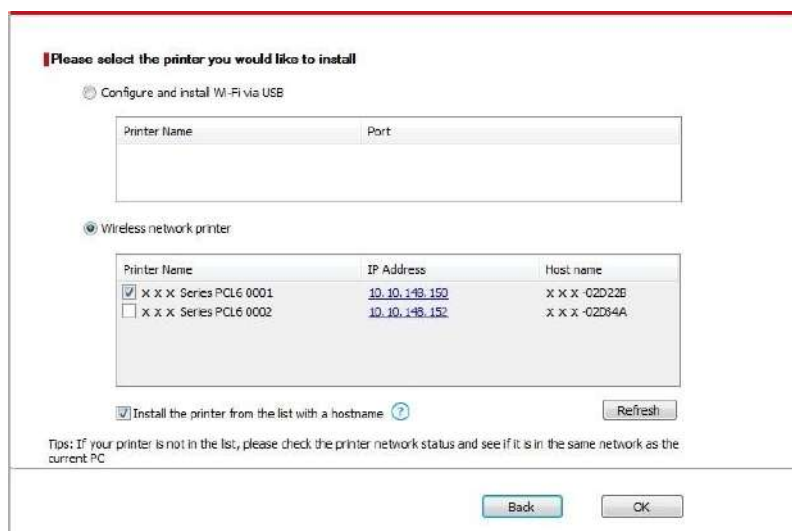 Please select the printer you would like to install
Configure and install Wi-Fi via USB
Printer Name Port
Wireless network printer
Printer Name IP Address Host name
X X X Series PCL6 0001 10.10.148.150 X X X -02D22B
X X X Series PCL6 0002 10.10.148.152 X X X -02D64A
Install the printer from the list with a hostname ? Refresh
Tips: If your printer is not in the list, please check the printer network status and see if it is in the same network as the
current PC
Back OK